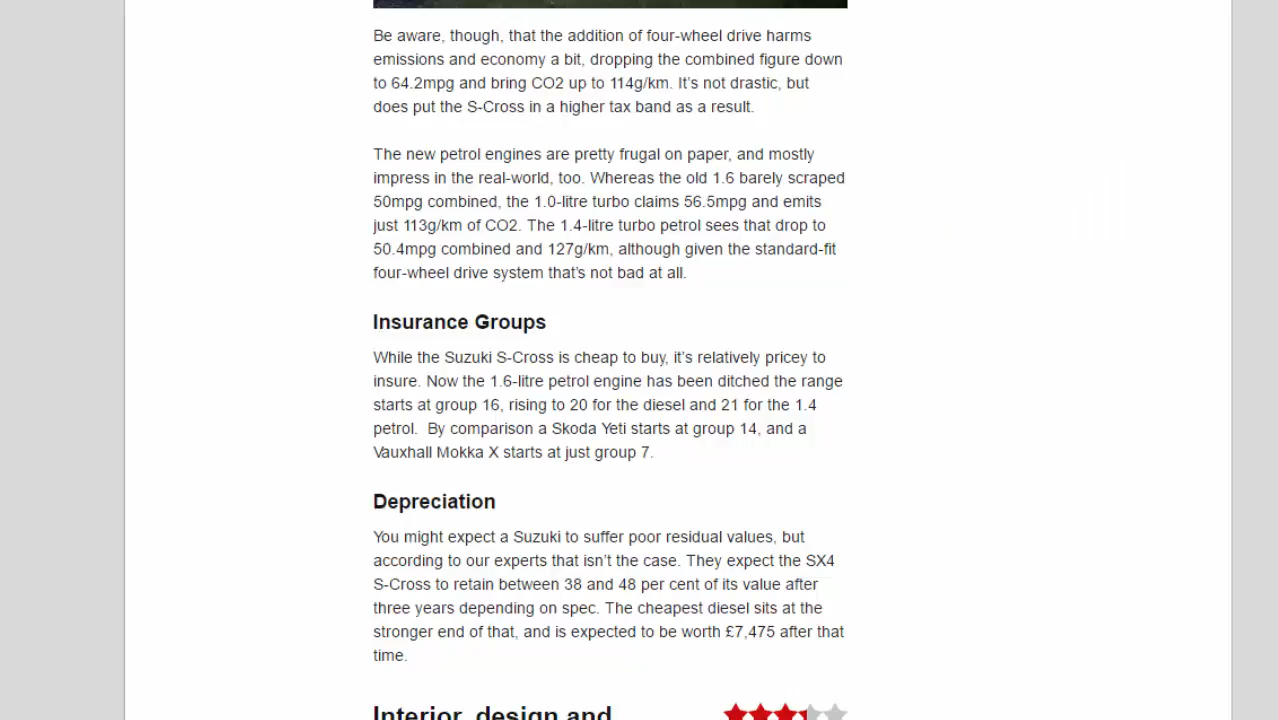 Be aware, though, that the addition of four-wheel drive harms
emissions and economy a bit, dropping the combined figure down
to 64.2mpg and bring CO2 up to 114g/km. It's not drastic, but
does put the S-Cross in a higher tax band as a result.
The new petrol engines are pretty frugal on paper, and mostly
impress in the real-world, too. Whereas the old 1.6 barely scraped
50mpg combined, the 1.0-litre turbo claims 56.5mpg and emits
just 113g/km of CO2. The 1.4-litre turbo petrol sees that drop to
50.4mpg combined and 127g/km, although given the standard-fit
four-wheel drive system that's not bad at all.
Insurance Groups
While the Suzuki S-Cross is cheap to buy, it's relatively pricey to
insure. Now the 1.6-litre petrol engine has been ditched the range
starts at group 16, rising to 20 for the diesel and 21 for the 1.4
petrol.  By comparison a Skoda Yeti starts at group 14, and a
Vauxhall Mokka X starts at just group 7.
Depreciation
You might expect a Suzuki to suffer poor residual values, but
according to our experts that isn't the case. They expect the SX4
S-Cross to retain between 38 and 48 per cent of its value after
three years depending on spec. The cheapest diesel sits at the
stronger end of that, and is expected to be worth £7,475 after that
time.
Interior, design and